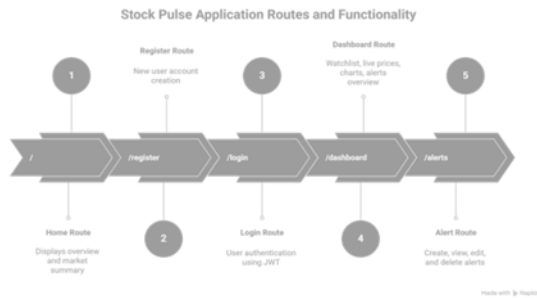 Stock Pulse Application Routes and Functionality
Dashboard Route
Register Route
Watchlist, live prices,
charts, alerts
overview
New user account
creation
1
3
5
/
/register
/login
/dashboard
/alerts
Home Route
Displays overview
and market
summary
2
Login Route
User authentication
using JWT
4
Alert Route
Create, view, edit,
and delete alerts
Made with Napkin